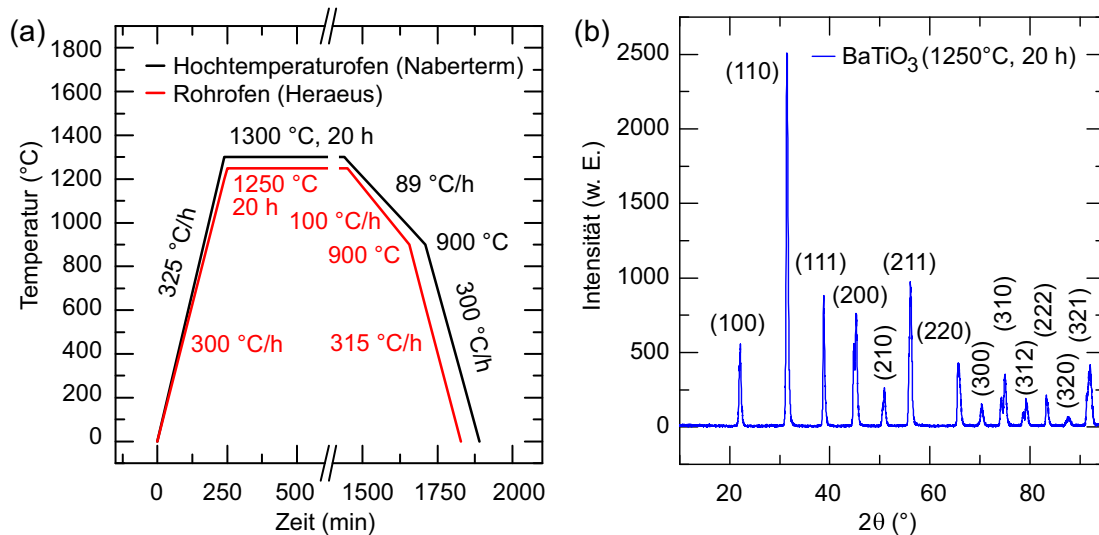 (a)
Temperatur (°C)
1800
1600
1400
1200
1000
800
600
400
200
0
Hochtemperaturofen (Naberterm)
Rohrofen (Heraeus)
1300 °C, 20 h
1250 °C
20 h
89 °C/h
100 °C/h
900 °C
900 °C
325 °C/h
300 °C/h
315 °C/h
300 °C/h
0
250
500
1500
1750
2000
Zeit (min)
(b)
Intensität (w. E.)
2500
2000
1500
1000
500
0
BaTiO3 (1250°C, 20 h)
(100)
(110)
(111)
(200)
(210)
(211)
(220)
(300)
(310)
(312)
(222)
(320)
(321)
20
40
60
80
2θ (°)